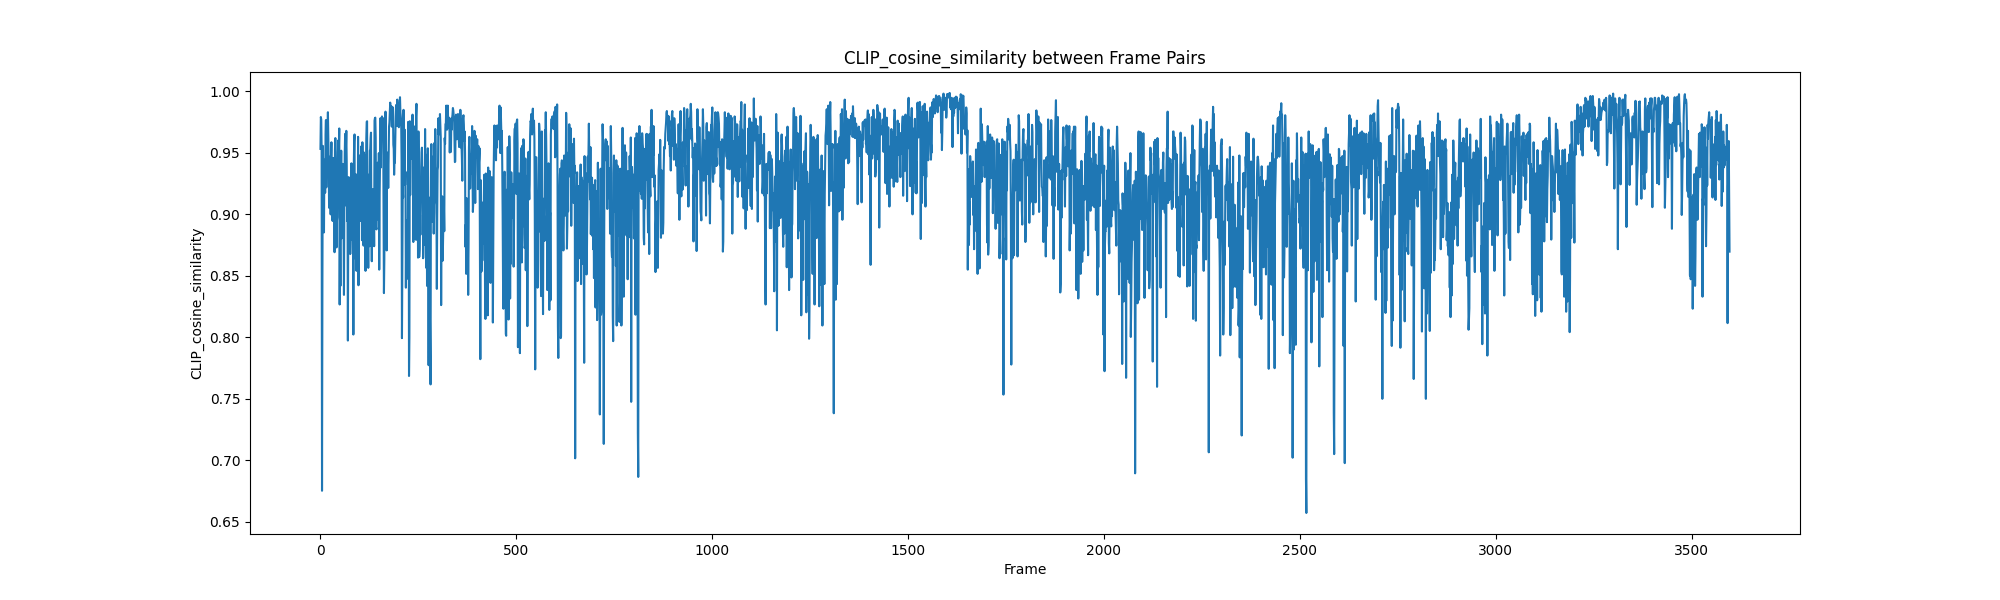 CLIP_cosine_similarity between Frame Pairs
CLIP_cosine_similarity
1.00
0.95
0.90
0.85
0.80
0.75
0.70
0.65
0 500 1000 1500 2000 2500 3000 3500
Frame